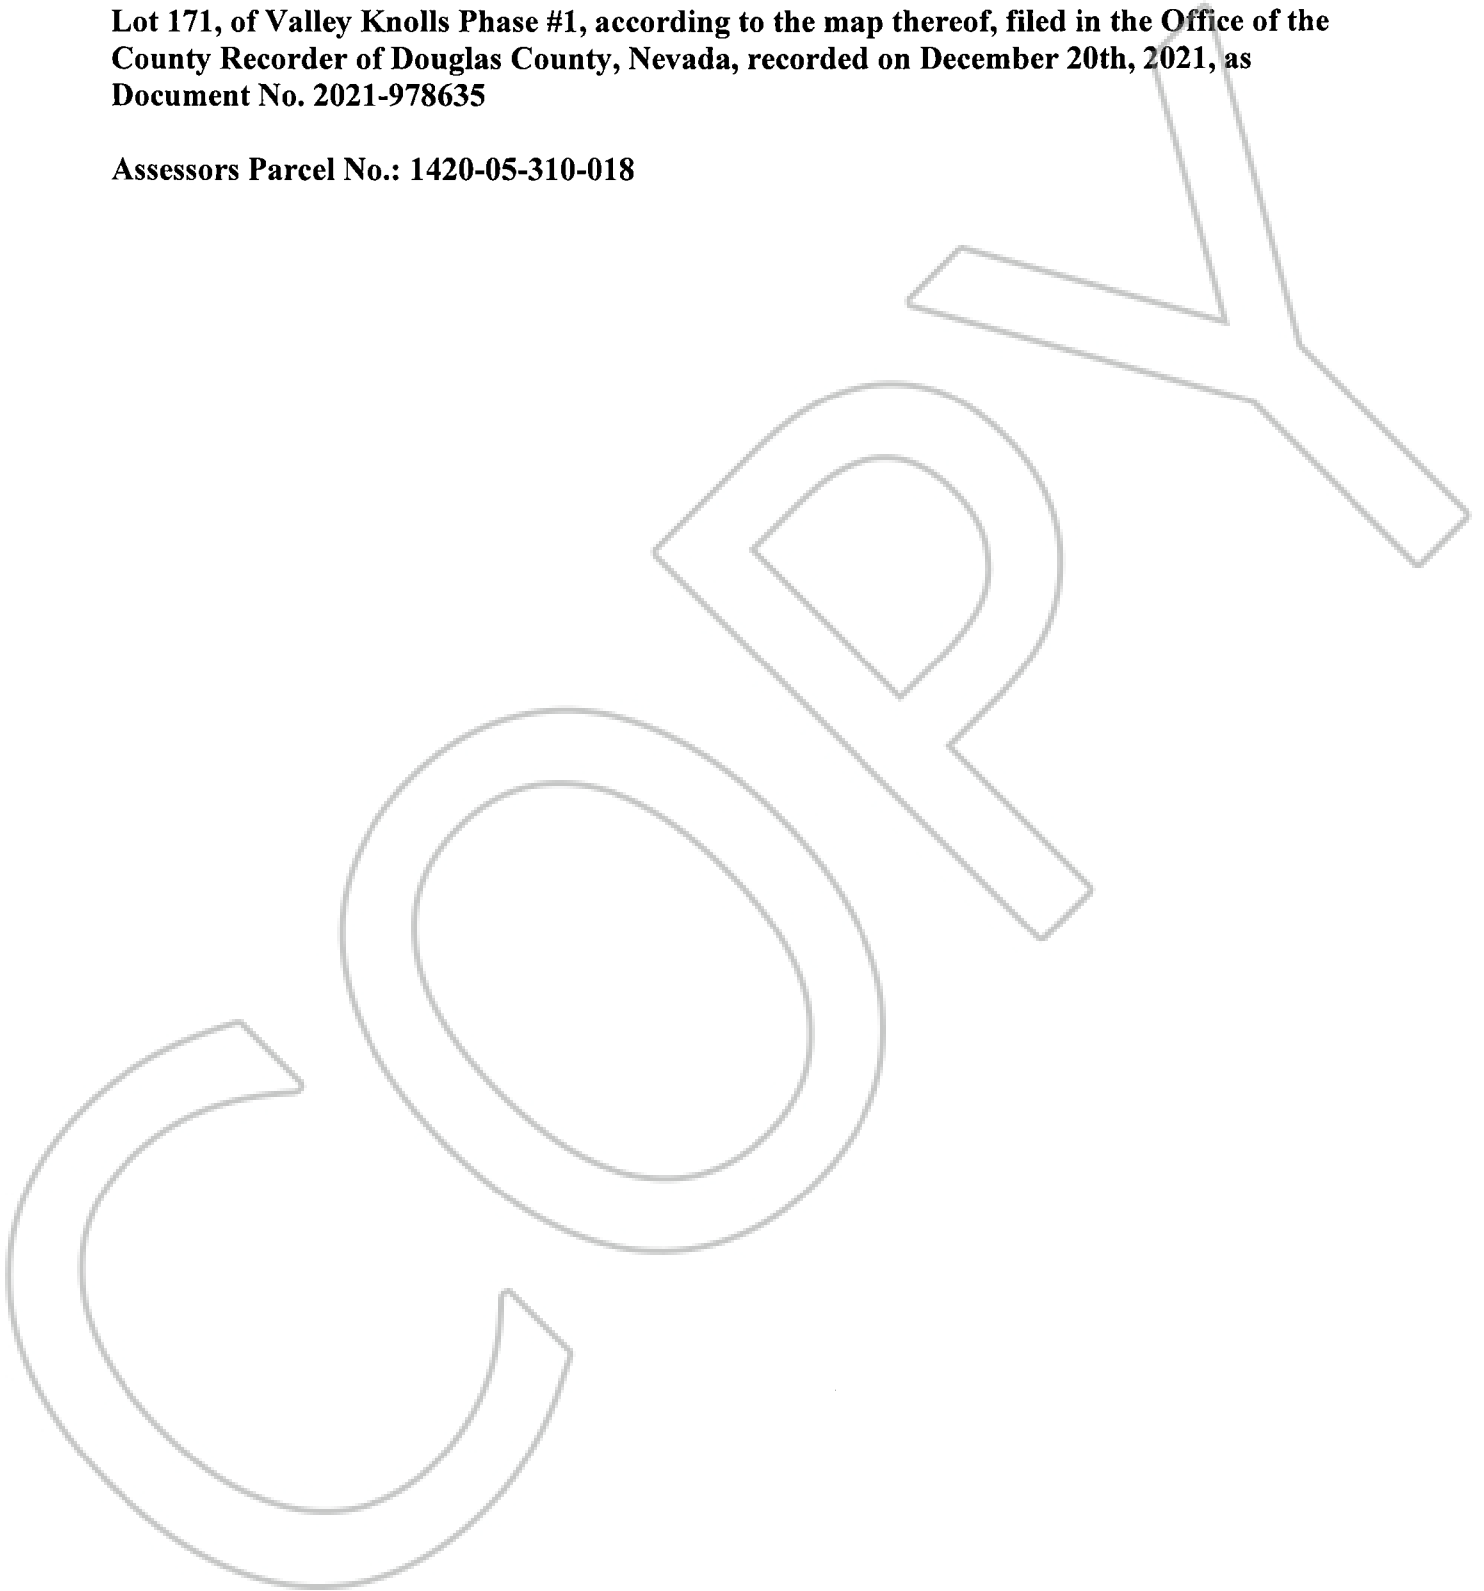 Lot 171, of Valley Knolls Phase #1, according to the map thereof, filed in the Office of the
County Recorder of Douglas County, Nevada, recorded on December 20th, 2021, as
Document No. 2021-978635
Assessors Parcel No.: 1420-05-310-018
COPY